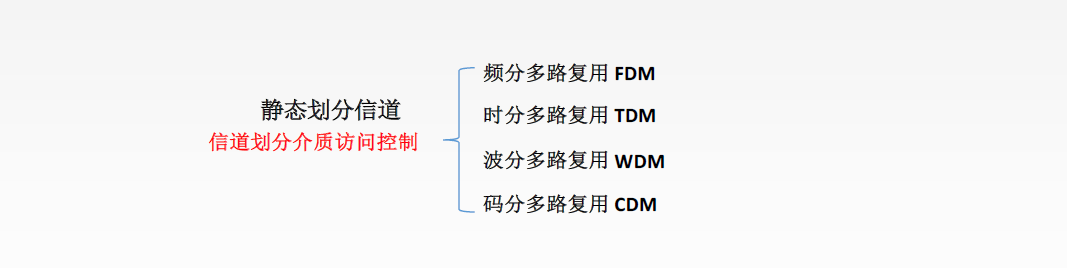 静态划分信道
信道划分介质访问控制
频分多路复用 FDM
时分多路复用 TDM
波分多路复用 WDM
码分多路复用 CDM